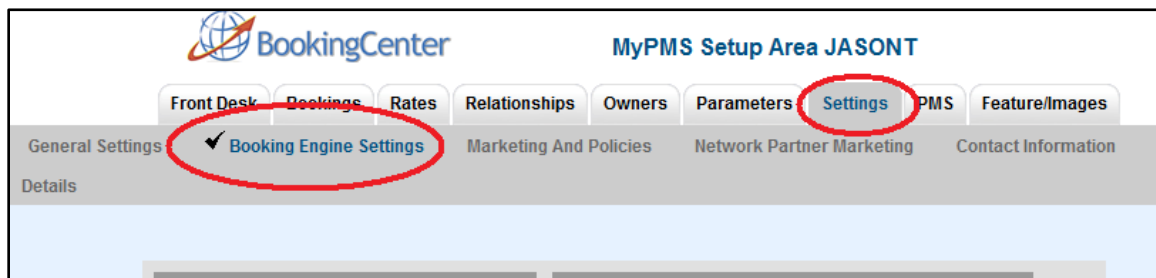 BookingCenter MyPMS Setup Area JASONT
Front Desk Bookings Rates Relationships Owners Parameters Settings PMS Feature/Images
General Settings ✔ Booking Engine Settings Marketing And Policies Network Partner Marketing Contact Information
Details